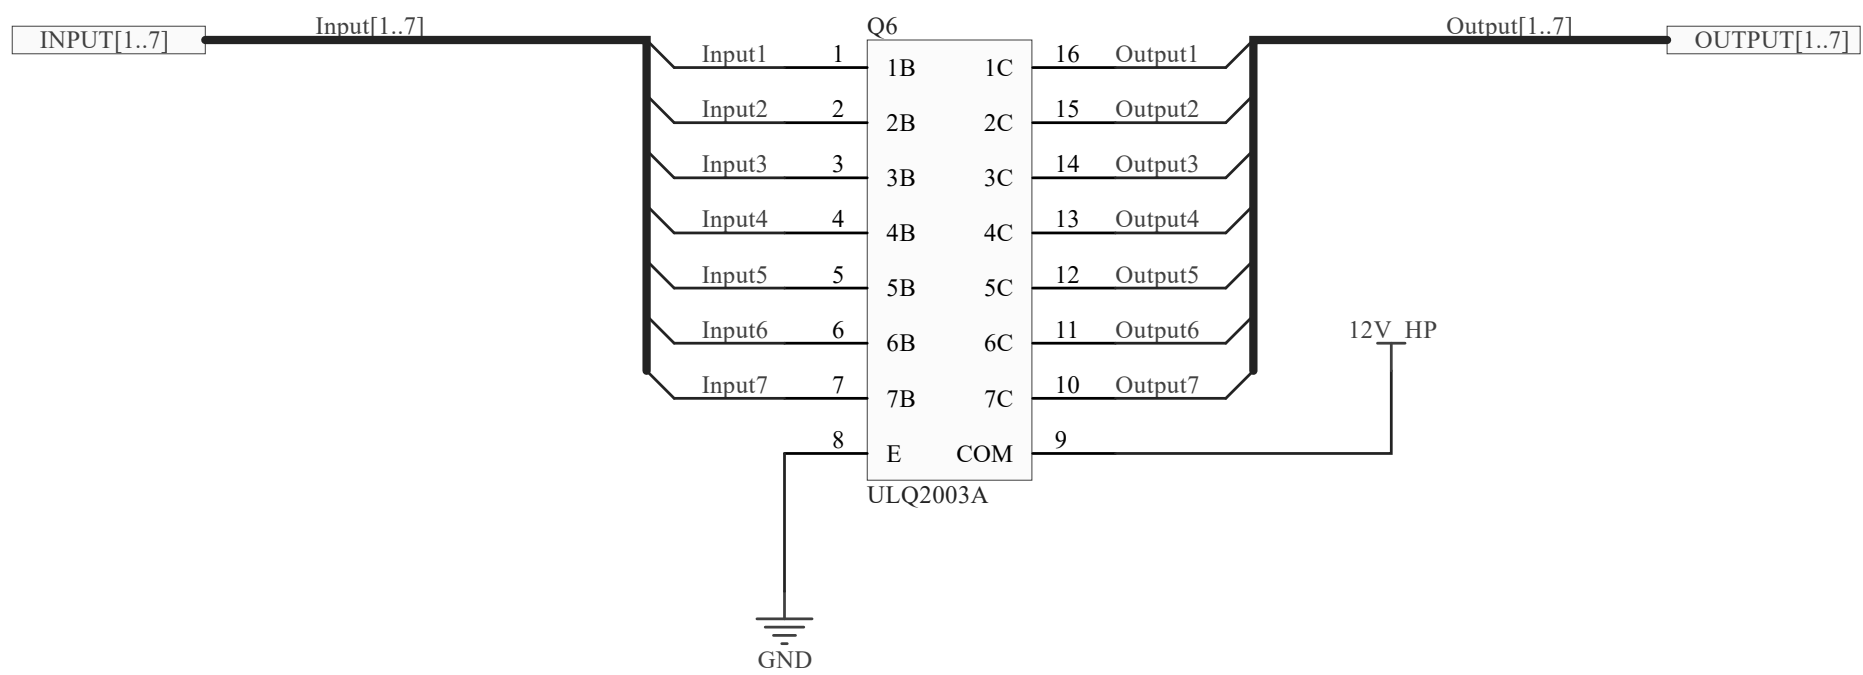 Input[1..7] Q6 Output[1..7]
INPUT[1..7] OUTPUT[1..7]
Input1 1 1B 1C 16 Output1
Input2 2 2B 2C 15 Output2
Input3 3 3B 3C 14 Output3
Input4 4 4B 4C 13 Output4
Input5 5 5B 5C 12 Output5
Input6 6 6B 6C 11 Output6 12V_HP
Input7 7 7B 7C 10 Output7
8 E COM 9
ULQ2003A
GND